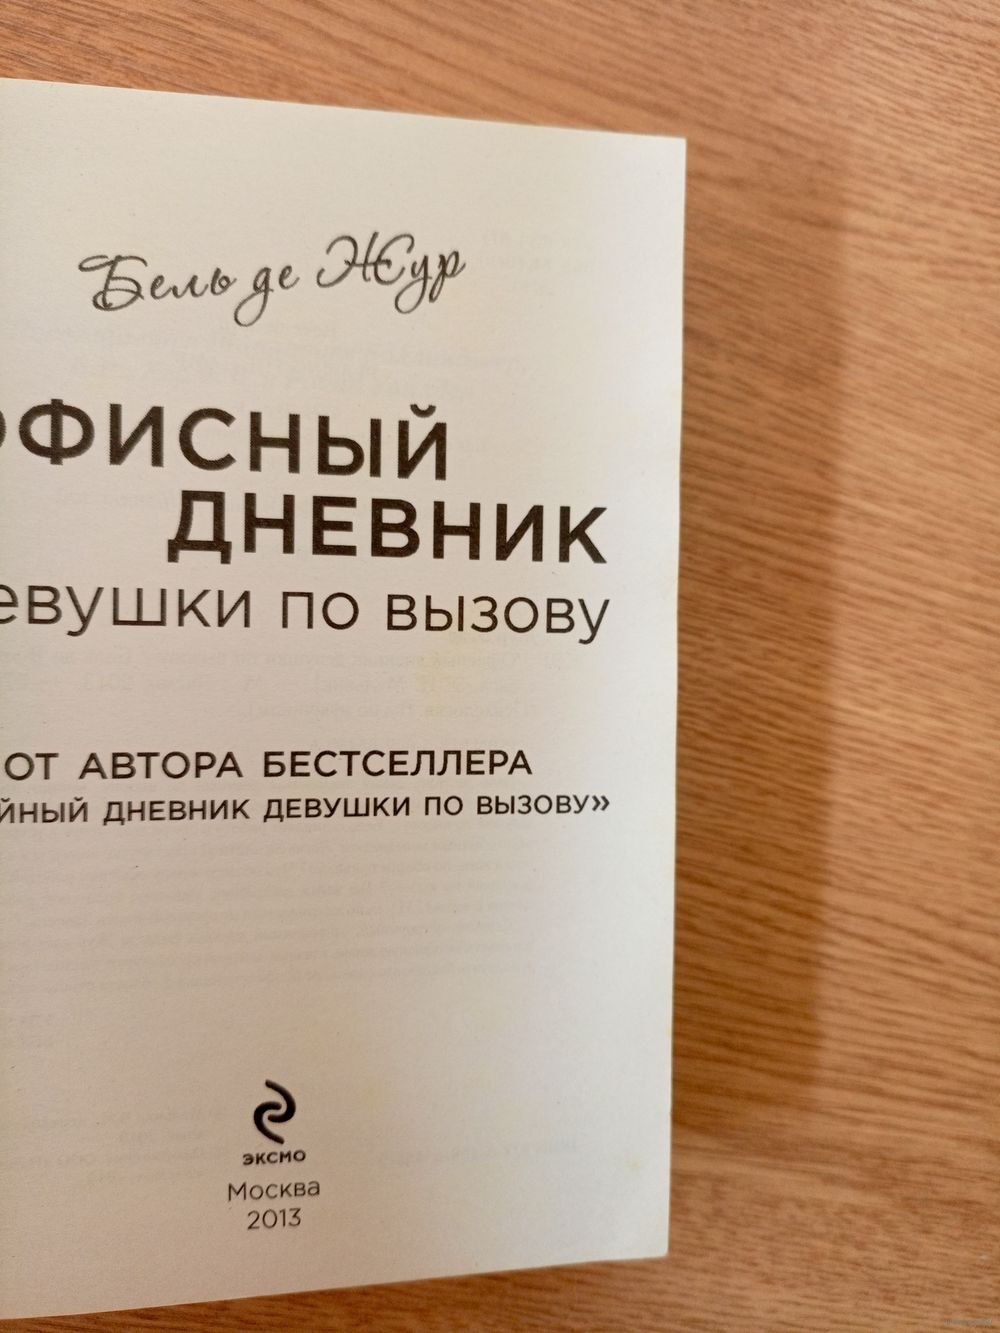 Бель де Жур
ОФИСНЫЙ
ДНЕВНИК
ЕВУШКИ ПО ВЫЗОВУ
ОТ АВТОРА БЕСТСЕЛЛЕРА
ЙНЫЙ ДНЕВНИК ДЕВУШКИ ПО ВЫЗОВУ»
ЭКСМО
Москва
2013